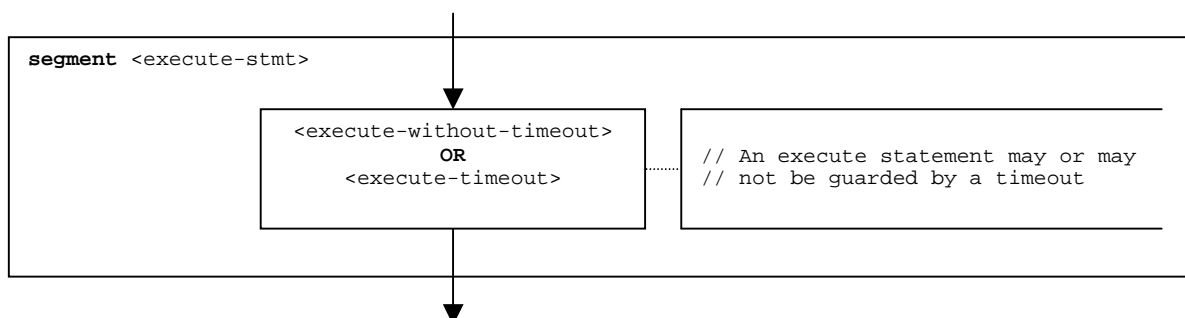 segment <execute-stmt>
<execute-without-timeout>
OR
<execute-timeout>
// An execute statement may or may
// not be guarded by a timeout